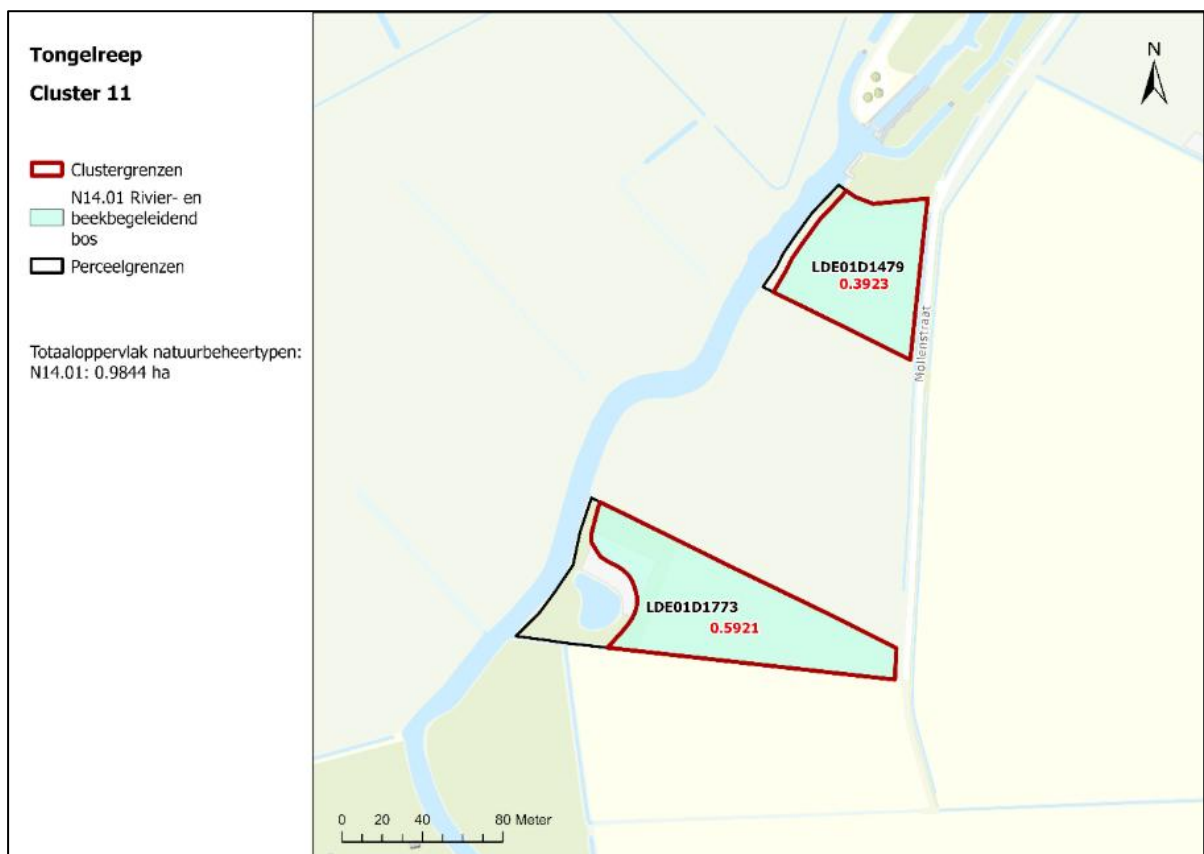 Tongelreep
Cluster 11
Clustergrenzen
N14.01 Rivier- en
beekbegeleidend
bos
Perceelgrenzen
Totaaloppervlak natuurbeheertypen:
N14.01: 0.9844 ha
N
LDE01D1479
0.3923
Mollenstraat
LDE01D1773
0.5921
0 20 40 80 Meter